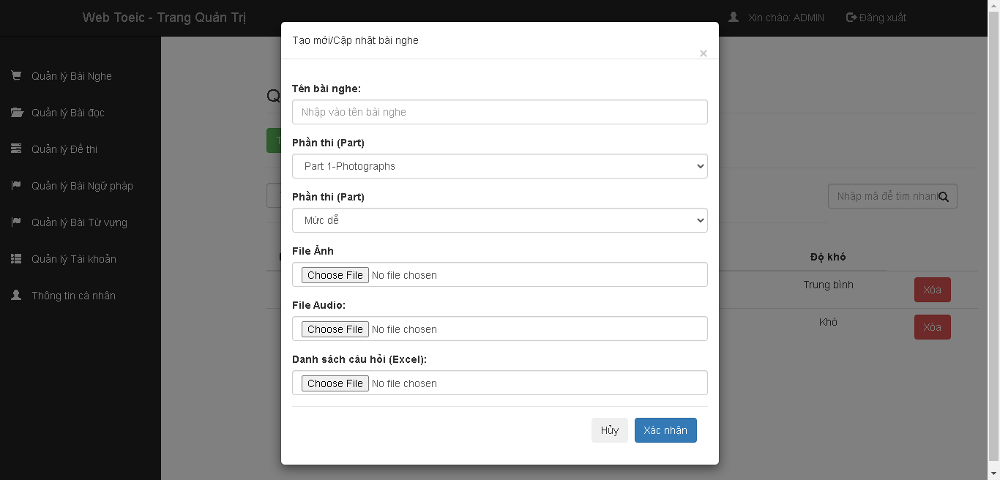 Web Toeic - Trang Quản Trị
Xin chào: ADMIN
Đăng xuất
Quản lý Bài Nghe
Quản lý Bài đọc
Quản lý Đề thi
Quản lý Bài Ngữ pháp
Quản lý Bài Từ vựng
Quản lý Tài khoản
Thông tin cá nhân
Tạo mới/Cập nhật bài nghe
×
Tên bài nghe:
Nhập vào tên bài nghe
Phần thi (Part)
Part 1-Photographs
Phần thi (Part)
Mức dễ
File Ảnh
Choose File No file chosen
File Audio:
Choose File No file chosen
Danh sách câu hỏi (Excel):
Choose File No file chosen
Hủy
Xác nhận
Nhập mã để tìm nhanh
Độ khó
Trung bình
Xóa
Khó
Xóa